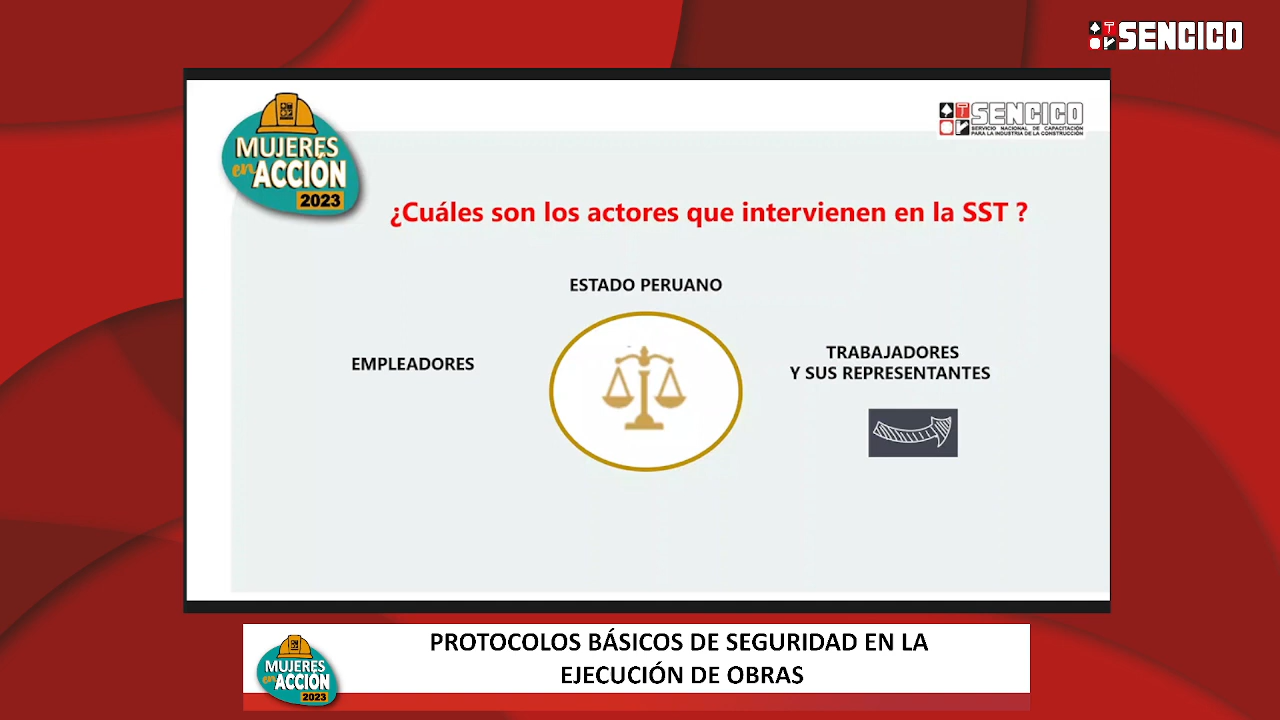 SENCICO
MUJERES
en ACCIÓN
2023
SENCICO
SERVICIO NACIONAL DE CAPACITACIÓN
PARA LA INDUSTRIA DE LA CONSTRUCCIÓN
¿Cuáles son los actores que intervienen en la SST ?
ESTADO PERUANO
EMPLEADORES
TRABAJADORES
Y SUS REPRESENTANTES
MUJERES
en ACCIÓN
2023
PROTOCOLOS BÁSICOS DE SEGURIDAD EN LA
EJECUCIÓN DE OBRAS